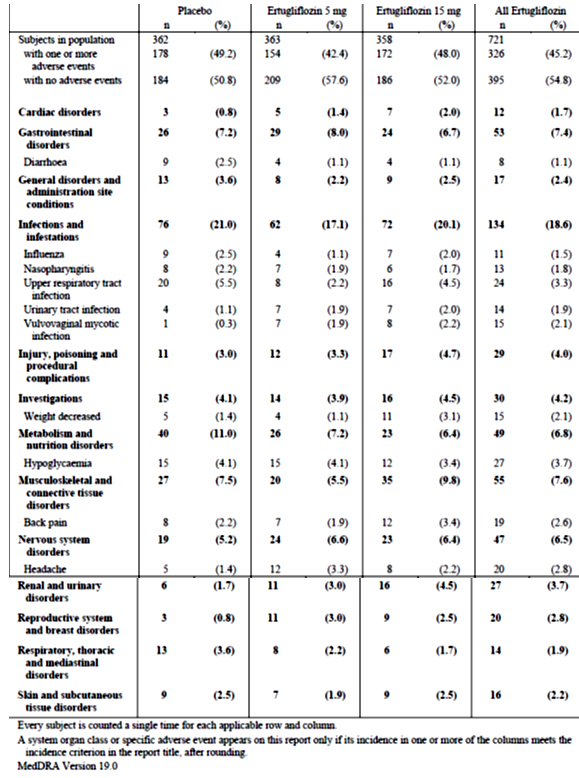 Placebo Ertugliflozin 5 mg Ertugliflozin 15 mg All Ertugliflozin
n (%) n (%) n (%) n (%)
Subjects in population 362 363 358 721
with one or more 178 (49.2) 154 (42.4) 172 (48.0) 326 (45.2)
adverse events
with no adverse events 184 (50.8) 209 (57.6) 186 (52.0) 395 (54.8)
Cardiac disorders 3 (0.8) 5 (1.4) 7 (2.0) 12 (1.7)
Gastrointestinal 26 (7.2) 29 (8.0) 24 (6.7) 53 (7.4)
disorders
Diarrhoea 9 (2.5) 4 (1.1) 4 (1.1) 8 (1.1)
General disorders and 13 (3.6) 8 (2.2) 9 (2.5) 17 (2.4)
administration site
conditions
Infections and 76 (21.0) 62 (17.1) 72 (20.1) 134 (18.6)
infestations
Influenza 9 (2.5) 4 (1.1) 7 (2.0) 11 (1.5)
Nasopharyngitis 8 (2.2) 7 (1.9) 6 (1.7) 13 (1.8)
Upper respiratory tract 20 (5.5) 8 (2.2) 16 (4.5) 24 (3.3)
infection
Urinary tract infection 4 (1.1) 7 (1.9) 7 (2.0) 14 (1.9)
Vulvovaginal mycotic 1 (0.3) 7 (1.9) 8 (2.2) 15 (2.1)
infection
Injury, poisoning and 11 (3.0) 12 (3.3) 17 (4.7) 29 (4.0)
procedural
complications
Investigations 15 (4.1) 14 (3.9) 16 (4.5) 30 (4.2)
Weight decreased 5 (1.4) 4 (1.1) 11 (3.1) 15 (2.1)
Metabolism and 40 (11.0) 26 (7.2) 23 (6.4) 49 (6.8)
nutrition disorders
Hypoglycaemia 15 (4.1) 15 (4.1) 12 (3.4) 27 (3.7)
Musculoskeletal and 27 (7.5) 20 (5.5) 35 (9.8) 55 (7.6)
connective tissue
disorders
Back pain 8 (2.2) 7 (1.9) 12 (3.4) 19 (2.6)
Nervous system 19 (5.2) 24 (6.6) 23 (6.4) 47 (6.5)
disorders
Headache 5 (1.4) 12 (3.3) 8 (2.2) 20 (2.8)
Renal and urinary 6 (1.7) 11 (3.0) 16 (4.5) 27 (3.7)
disorders
Reproductive system 3 (0.8) 11 (3.0) 9 (2.5) 20 (2.8)
and breast disorders
Respiratory, thoracic 13 (3.6) 8 (2.2) 6 (1.7) 14 (1.9)
and mediastinal
disorders
Skin and subcutaneous 9 (2.5) 7 (1.9) 9 (2.5) 16 (2.2)
tissue disorders
Every subject is counted a single time for each applicable row and column.
A system organ class or specific adverse event appears on this report only if its incidence in one or more of the columns meets the
incidence criterion in the report title, after rounding.
MedDRA Version 19.0